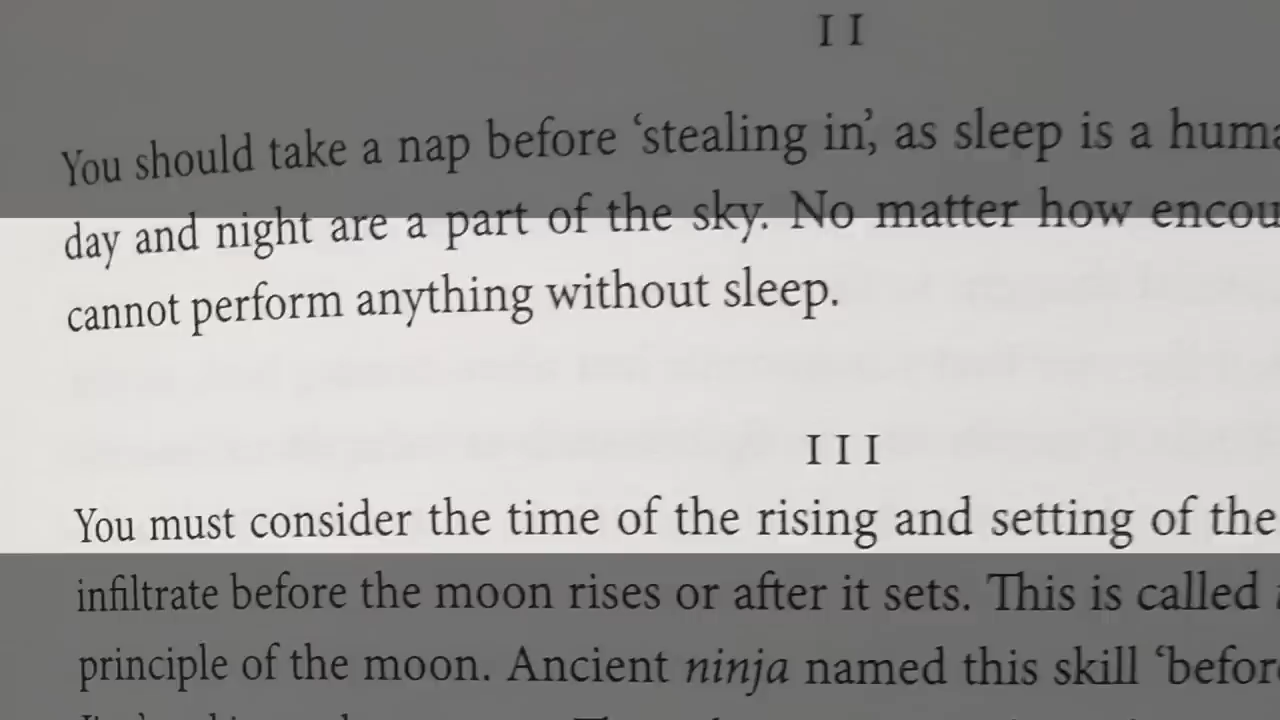 II
You should take a nap before ‘stealing in’, as sleep is a
day and night are a part of the sky. No matter how
cannot perform anything without sleep.
III
You must consider the time of the rising and setting of the
infiltrate before the moon rises or after it sets. This is called
principle of the moon. Ancient ninja named this skill